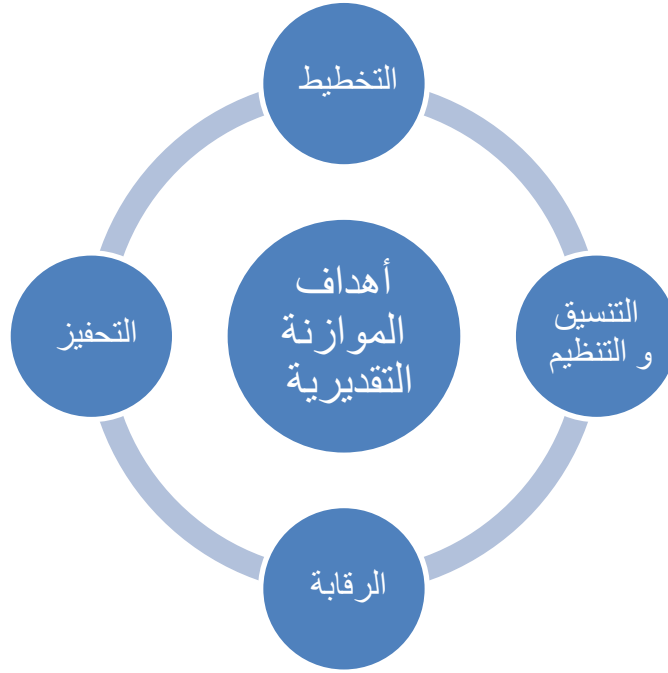 التخطيط
أهداف
الموازنة
التقديرية
التنسيق
و التنظيم
التحفيز
الرقابة